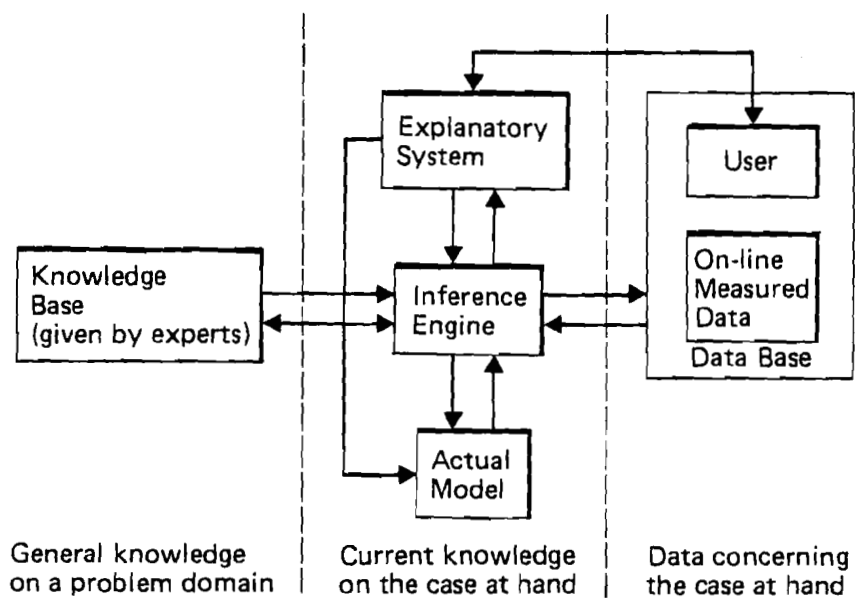 Explanatory
System
User
Knowledge
Base
(given by experts)
Inference
Engine
On-line
Measured
Data
Data Base
Actual
Model
General knowledge
on a problem domain
Current knowledge
on the case at hand
Data concerning
the case at hand